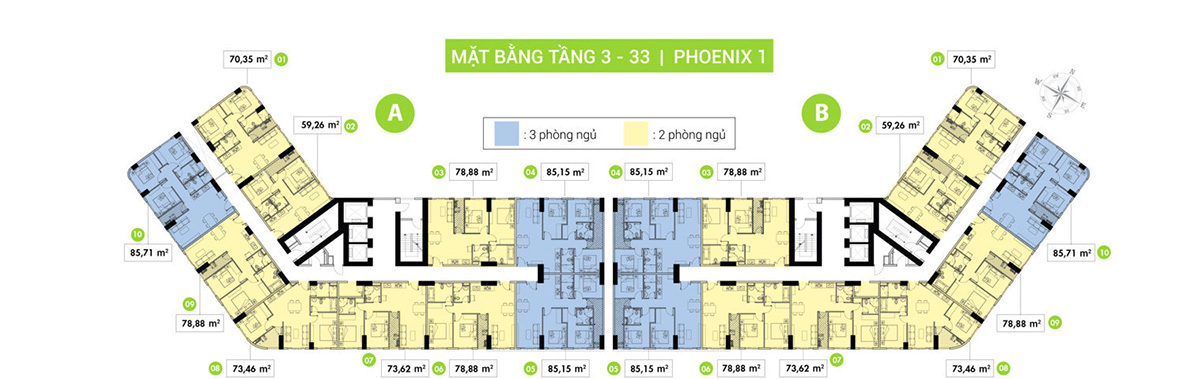 MẶT BẰNG TẦNG 3 - 33 | PHOENIX 1
70,35 m² 01
01 70,35 m²
A
B
N
W
E
S
59,26 m² 02
02 59,26 m²
: 3 phòng ngủ
: 2 phòng ngủ
03 78,88 m²
04 85,15 m²
04 85,15 m²
03 78,88 m²
10
85,71 m²
85,71 m² 10
09
78,88 m²
78,88 m² 09
08 73,46 m²
07
73,62 m²
06 78,88 m²
05 85,15 m²
05 85,15 m²
06 78,88 m²
73,62 m²
07
73,46 m² 08